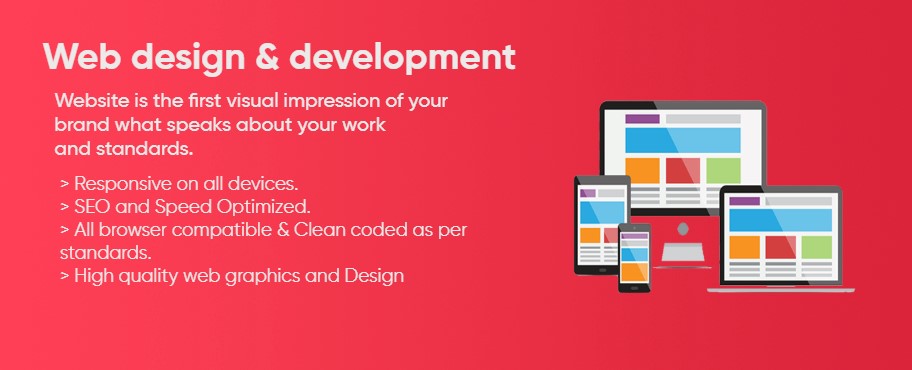 Web design & development
Website is the first visual impression of your
brand what speaks about your work
and standards.
> Responsive on all devices.
> SEO and Speed Optimized.
> All browser compatible & Clean coded as per
standards.
> High quality web graphics and Design